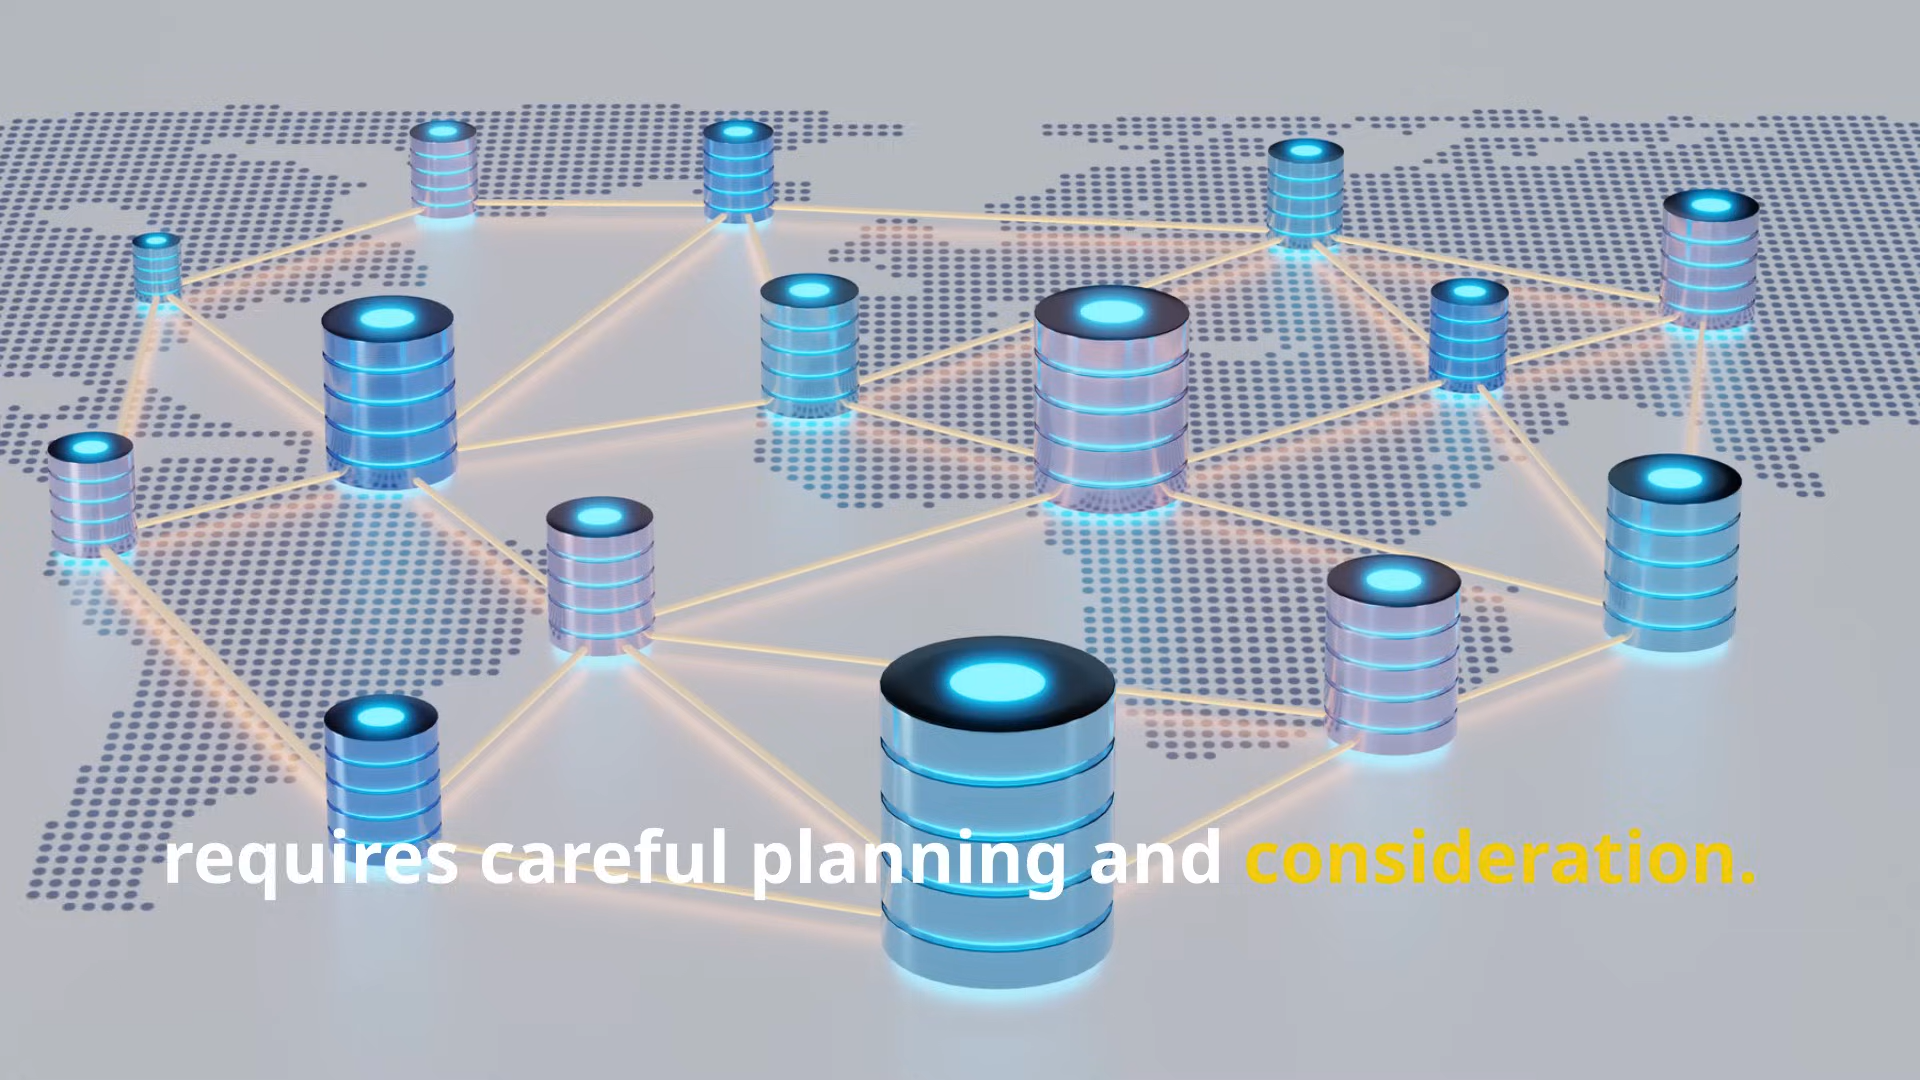 requires careful planning and consideration.